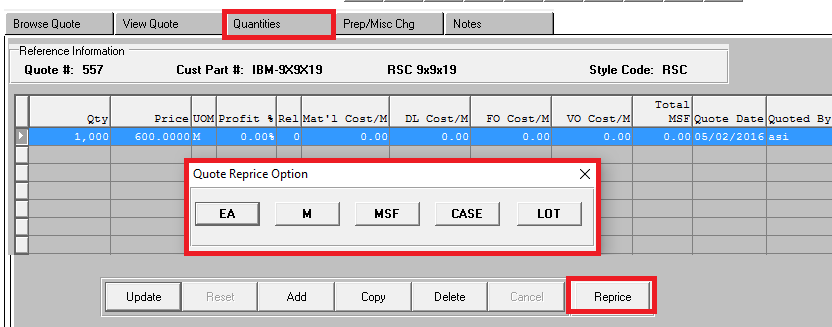 Browse Quote View Quote Quantities Prep/Misc Chg Notes
Reference Information
Quote #: 557 Cust Part #: IBM-9X9X19 RSC 9x9x19 Style Code: RSC
Total
Qty Price UOM Profit % Rel Mat'l Cost/M DL Cost/M FO Cost/M VO Cost/M MSF Quote Date Quoted By
1,000 600.0000 M 0.00% 0 0.00 0.00 0.00 0.00 0.00 05/02/2016 asi
Quote Reprice Option
EA M MSF CASE LOT
Update Reset Add Copy Delete Cancel Reprice